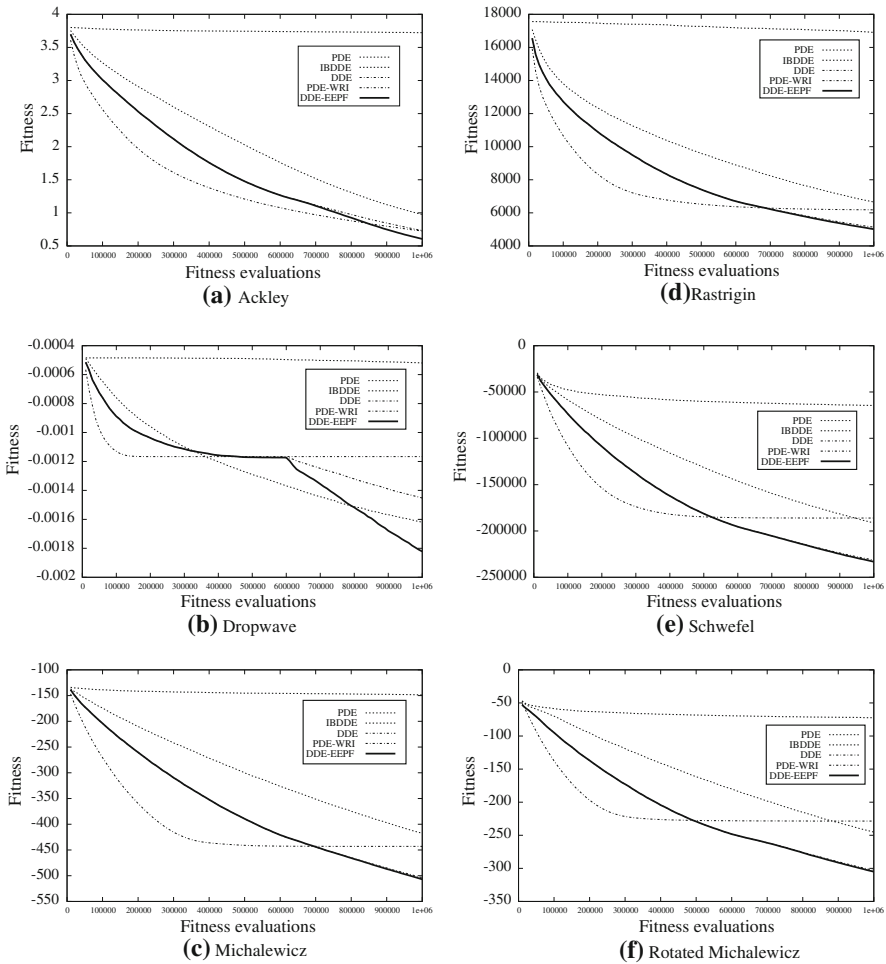 4
3.5
3
2.5
2
1.5
1
0.5
Fitness
PDE
IBDDE
DDE
PDE-WRI
DDE-EEPF
0 100000 200000 300000 400000 500000 600000 700000 800000 900000 1e+06
Fitness evaluations
(a) Ackley
18000
16000
14000
12000
10000
8000
6000
4000
Fitness
PDE
IBDDE
DDE
PDE-WRI
DDE-EEPF
0 100000 200000 300000 400000 500000 600000 700000 800000 900000 1e+06
Fitness evaluations
(d) Rastrigin
-0.0004
-0.0006
-0.0008
-0.001
-0.0012
-0.0014
-0.0016
-0.0018
-0.002
Fitness
PDE
IBDDE
DDE
PDE-WRI
DDE-EEPF
0 100000 200000 300000 400000 500000 600000 700000 800000 900000 1e+06
Fitness evaluations
(b) Dropwave
0
-50000
-100000
-150000
-200000
-250000
Fitness
PDE
IBDDE
DDE
PDE-WRI
DDE-EEPF
0 100000 200000 300000 400000 500000 600000 700000 800000 900000 1e+06
Fitness evaluations
(e) Schwefel
-100
-150
-200
-250
-300
-350
-400
-450
-500
-550
Fitness
PDE
IBDDE
DDE
PDE-WRI
DDE-EEPF
0 100000 200000 300000 400000 500000 600000 700000 800000 900000 1e+06
Fitness evaluations
(c) Michalewicz
0
-50
-100
-150
-200
-250
-300
-350
Fitness
PDE
IBDDE
DDE
PDE-WRI
DDE-EEPF
0 100000 200000 300000 400000 500000 600000 700000 800000 900000 1e+06
Fitness evaluations
(f) Rotated Michalewicz